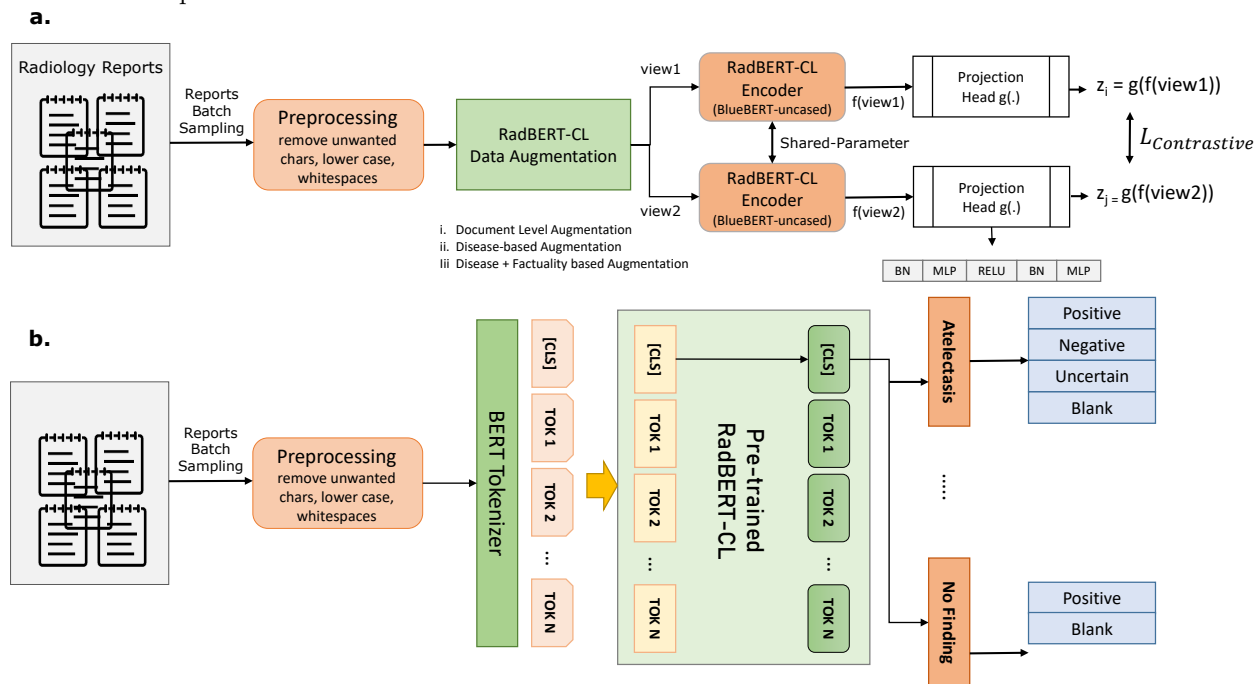 a.
Radiology Reports
Reports
Batch
Sampling
Preprocessing
remove unwanted
chars, lower case,
whitespaces
RadBERT-CL
Data Augmentation
i. Document Level Augmentation
ii. Disease-based Augmentation
Iii Disease + Factuality based Augmentation
view1
view2
RadBERT-CL
Encoder
(BlueBERT-uncased)
Shared-Parameter
RadBERT-CL
Encoder
(BlueBERT-uncased)
f(view1)
f(view2)
Projection
Head g(.)
Projection
Head g(.)
BN MLP RELU BN MLP
z_i = g(f(view1))
L_Contrastive
z_j = g(f(view2))
b.
Reports
Batch
Sampling
Preprocessing
remove unwanted
chars, lower case,
whitespaces
BERT Tokenizer
[CLS]
TOK 1
TOK 2
...
TOK N
[CLS]
TOK 1
TOK 2
...
TOK N
Pre-trained
RadBERT-CL
[CLS]
TOK 1
TOK 2
...
TOK N
Atelectasis
Positive
Negative
Uncertain
Blank
......
No Finding
Positive
Blank